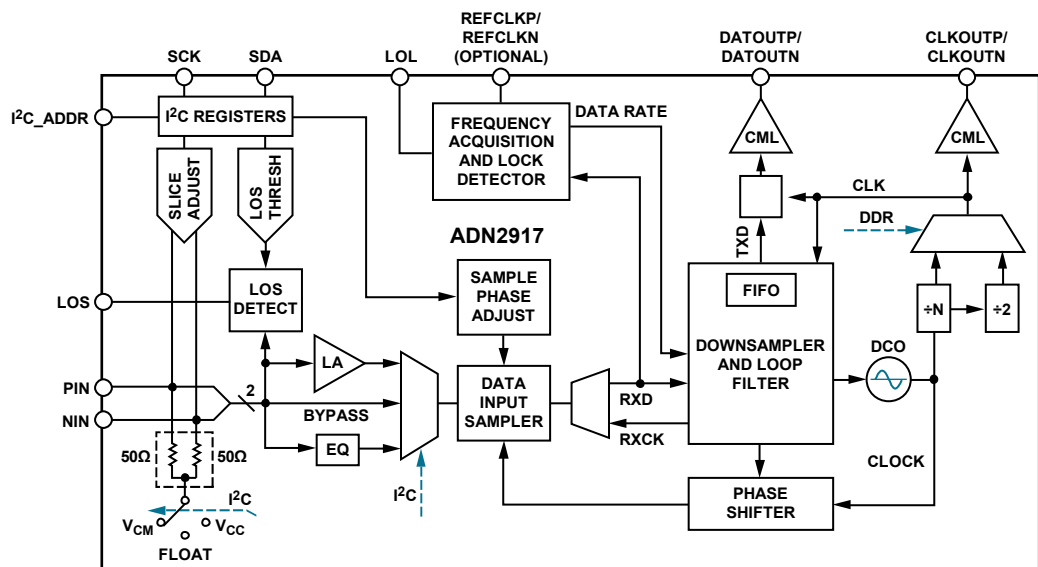 REFCLKP/
REFCLKN
(OPTIONAL)
DATOUTP/
DATOUTN
CLKOUTP/
CLKOUTN
SCK
SDA
LOL
I²C_ADDR
I²C REGISTERS
DATA RATE
FREQUENCY
ACQUISITION
AND LOCK
DETECTOR
CML
CML
SLICE
ADJUST
LOS
THRESH
CLK
DDR
TXD
ADN2917
LOS
LOS
DETECT
SAMPLE
PHASE
ADJUST
FIFO
÷N
÷2
DOWNSAMPLER
AND LOOP
FILTER
DCO
LA
PIN
NIN
2
BYPASS
DATA
INPUT
SAMPLER
RXD
RXCK
EQ
50Ω
50Ω
CLOCK
I²C
I²C
PHASE
SHIFTER
VCM
VCC
FLOAT